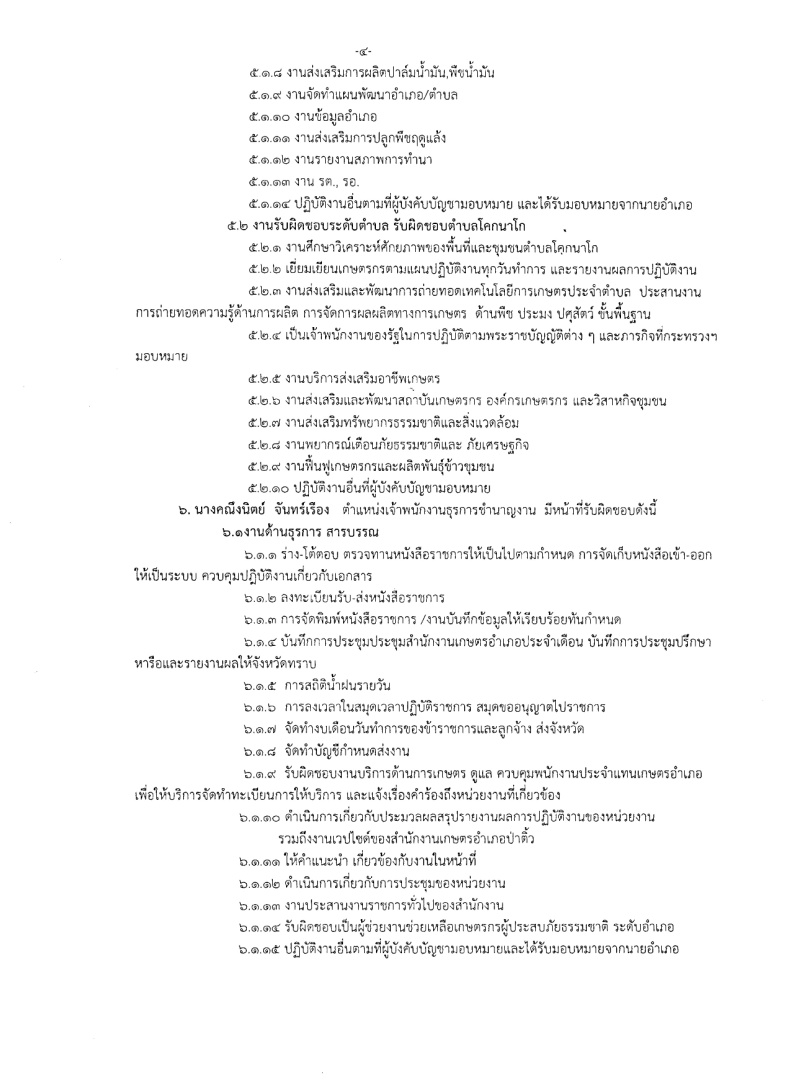 -๔-
๕.๑.๘ งานส่งเสริมการผลิตปาล์มน้ำมัน,พืชน้ำมัน
๕.๑.๙ งานจัดทำแผนพัฒนาอำเภอ/ตำบล
๕.๑.๑๐ งานข้อมูลอำเภอ
๕.๑.๑๑ งานส่งเสริมการปลูกพืชฤดูแล้ง
๕.๑.๑๒ งานรายงานสภาพการทำนา
๕.๑.๑๓ งาน รต., รอ.
๕.๑.๑๔ ปฏิบัติงานอื่นตามที่ผู้บังคับบัญชามอบหมาย และได้รับมอบหมายจากนายอำเภอ
๕.๒ งานรับผิดชอบระดับตำบล รับผิดชอบตำบลโคกนาโก
๕.๒.๑ งานศึกษาวิเคราะห์ศักยภาพของพื้นที่และชุมชนตำบลโคกนาโก
๕.๒.๒ เยี่ยมเยียนเกษตรกรตามแผนปฏิบัติงานทุกวันทำการ และรายงานผลการปฏิบัติงาน
๕.๒.๓ งานส่งเสริมและพัฒนาการถ่ายทอดเทคโนโลยีการเกษตรประจำตำบล ประสานงาน
การถ่ายทอดความรู้ด้านการผลิต การจัดการผลผลิตทางการเกษตร ด้านพืช ประมง ปศุสัตว์ ขั้นพื้นฐาน
๕.๒.๔ เป็นเจ้าพนักงานของรัฐในการปฏิบัติตามพระราชบัญญัติต่าง ๆ และภารกิจที่กระทรวงฯ
มอบหมาย
๕.๒.๕ งานบริการส่งเสริมอาชีพเกษตร
๕.๒.๖ งานส่งเสริมและพัฒนาสถาบันเกษตรกร องค์กรเกษตรกร และวิสาหกิจชุมชน
๕.๒.๗ งานส่งเสริมทรัพยากรธรรมชาติและสิ่งแวดล้อม
๕.๒.๘ งานพยากรณ์เตือนภัยธรรมชาติและ ภัยเศรษฐกิจ
๕.๒.๙ งานฟื้นฟูเกษตรกรและผลิตพันธุ์ข้าวชุมชน
๕.๒.๑๐ ปฏิบัติงานอื่นที่ผู้บังคับบัญชามอบหมาย
๖. นางคณึงนิตย์ จันทร์เรือง ตำแหน่งเจ้าพนักงานธุรการชำนาญงาน มีหน้าที่รับผิดชอบดังนี้
๖.๑งานด้านธุรการ สารบรรณ
๖.๑.๑ ร่าง-โต้ตอบ ตรวจทานหนังสือราชการให้เป็นไปตามกำหนด การจัดเก็บหนังสือเข้า-ออก
ให้เป็นระบบ ควบคุมปฏิบัติงานเกี่ยวกับเอกสาร
๖.๑.๒ ลงทะเบียนรับ-ส่งหนังสือราชการ
๖.๑.๓ การจัดพิมพ์หนังสือราชการ /งานบันทึกข้อมูลให้เรียบร้อยทันกำหนด
๖.๑.๔ บันทึกการประชุมประชุมสำนักงานเกษตรอำเภอประจำเดือน บันทึกการประชุมปรึกษา
หารือและรายงานผลให้จังหวัดทราบ
๖.๑.๕ การสถิติน้ำฝนรายวัน
๖.๑.๖ การลงเวลาในสมุดเวลาปฏิบัติราชการ สมุดขออนุญาตไปราชการ
๖.๑.๗ จัดทำงบเดือนวันทำการของข้าราชการและลูกจ้าง ส่งจังหวัด
๖.๑.๘ จัดทำบัญชีกำหนดส่งงาน
๖.๑.๙ รับผิดชอบงานบริการด้านการเกษตร ดูแล ควบคุมพนักงานประจำแทนเกษตรอำเภอ
เพื่อให้บริการจัดทำทะเบียนการให้บริการ และแจ้งเรื่องคำร้องถึงหน่วยงานที่เกี่ยวข้อง
๖.๑.๑๐ ดำเนินการเกี่ยวกับประมวลผลสรุปรายงานผลการปฏิบัติงานของหน่วยงาน
รวมถึงงานเวปไซด์ของสำนักงานเกษตรอำเภอป่าติ้ว
๖.๑.๑๑ ให้คำแนะนำ เกี่ยวข้องกับงานในหน้าที่
๖.๑.๑๒ ดำเนินการเกี่ยวกับการประชุมของหน่วยงาน
๖.๑.๑๓ งานประสานงานราชการทั่วไปของสำนักงาน
๖.๑.๑๔ รับผิดชอบเป็นผู้ช่วยงานช่วยเหลือเกษตรกรผู้ประสบภัยธรรมชาติ ระดับอำเภอ
๖.๑.๑๕ ปฏิบัติงานอื่นตามที่ผู้บังคับบัญชามอบหมายและได้รับมอบหมายจากนายอำเภอ